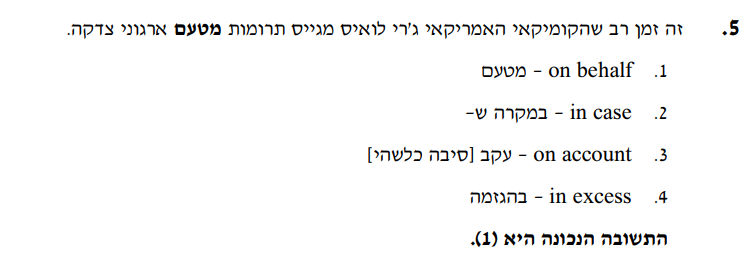 5. זה זמן רב שהקומיקאי האמריקאי ג'רי לואיס מגייס תרומות מטעם ארגוני צדקה.
1. on behalf – מטעם
2. in case – במקרה ש–
3. on account – עקב [סיבה כלשהי]
4. in excess – בהגזמה
התשובה הנכונה היא (1).